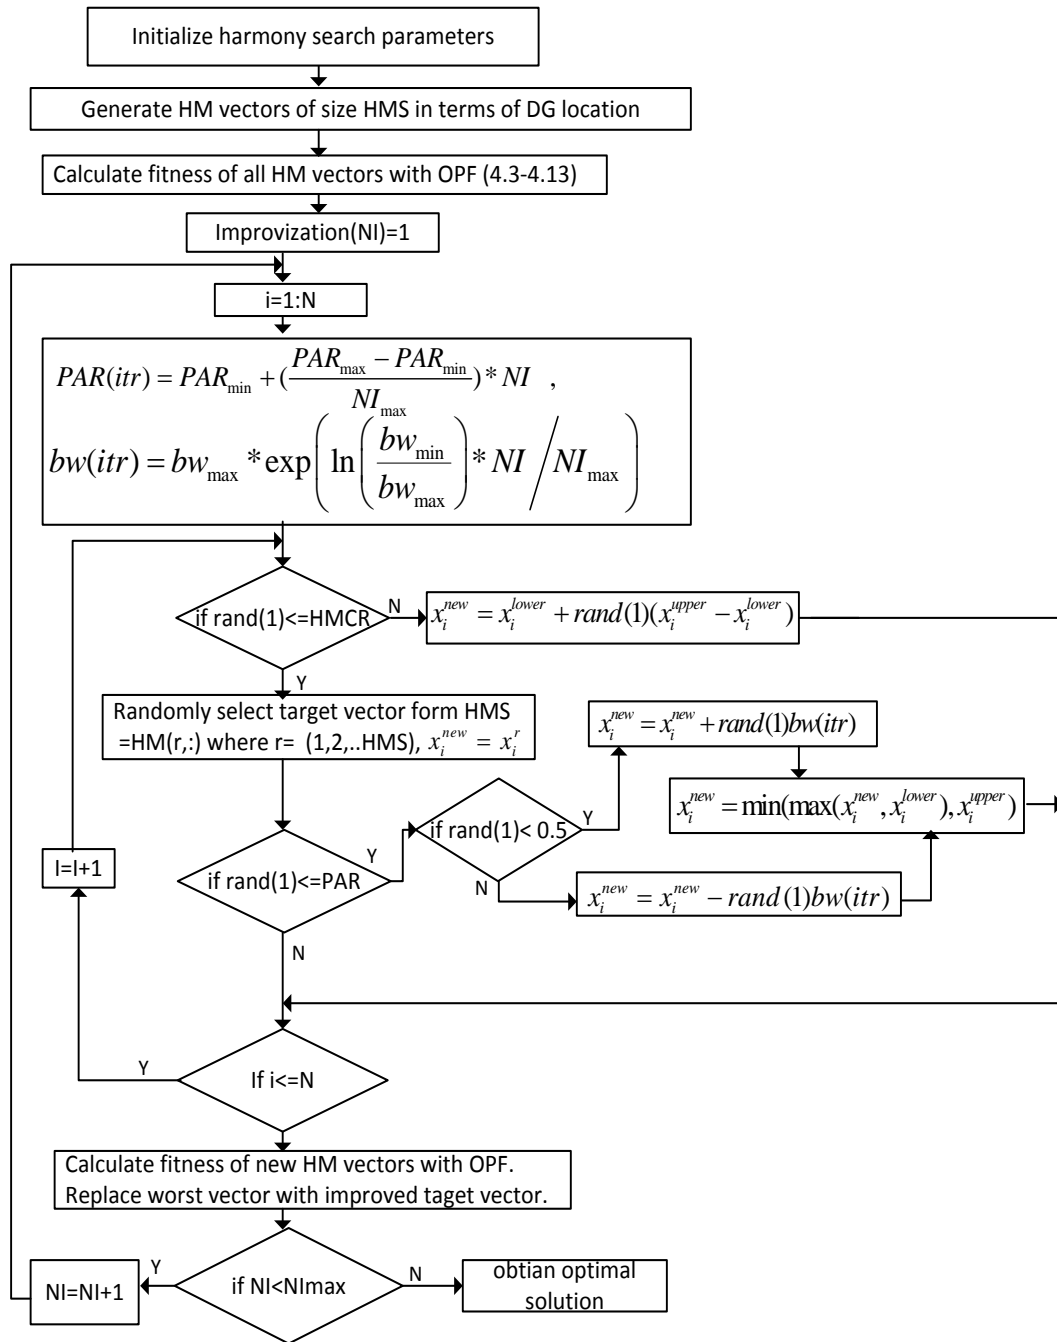 Initialize harmony search parameters
Generate HM vectors of size HMS in terms of DG location
Calculate fitness of all HM vectors with OPF (4.3-4.13)
Improvization(NI)=1
i=1:N
PAR(itr) = PAR_min + (\frac{PAR_max − PAR_min}{NI_max}) * NI ,
bw(itr) = bw_max * exp( ln( \frac{bw_min}{bw_max} ) * NI / NI_max )
if rand(1)<=HMCR
N
x_i^{new} = x_i^{lower} + rand(1)(x_i^{upper} − x_i^{lower})
Y
Randomly select target vector form HMS
=HM(r,:) where r= (1,2,..HMS), x_i^{new} = x_i^r
x_i^{new} = x_i^{new} + rand(1)bw(itr)
x_i^{new} = min(max(x_i^{new}, x_i^{lower}), x_i^{upper})
if rand(1)< 0.5
Y
N
x_i^{new} = x_i^{new} − rand(1)bw(itr)
if rand(1)<=PAR
Y
N
I=I+1
Y
If i<=N
Calculate fitness of new HM vectors with OPF.
Replace worst vector with improved taget vector.
if NI<NImax
Y
NI=NI+1
N
obtian optimal
solution